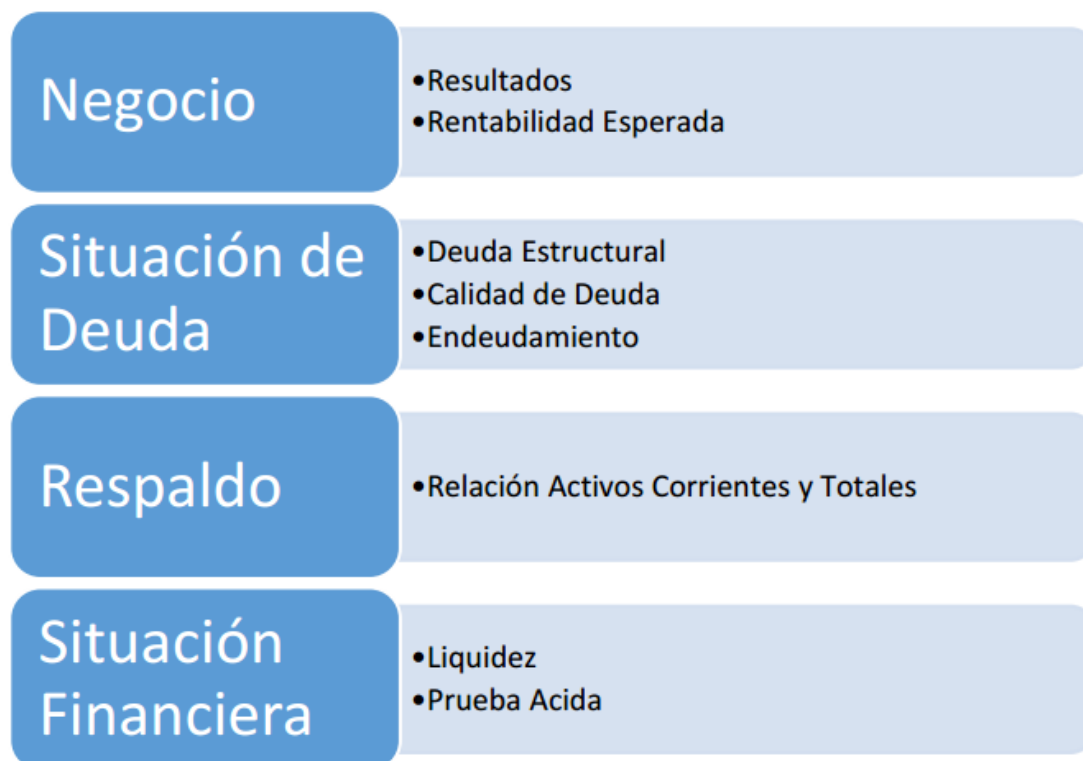 Negocio
•Resultados
•Rentabilidad Esperada
Situación de
Deuda
•Deuda Estructural
•Calidad de Deuda
•Endeudamiento
Respaldo
•Relación Activos Corrientes y Totales
Situación
Financiera
•Liquidez
•Prueba Acida